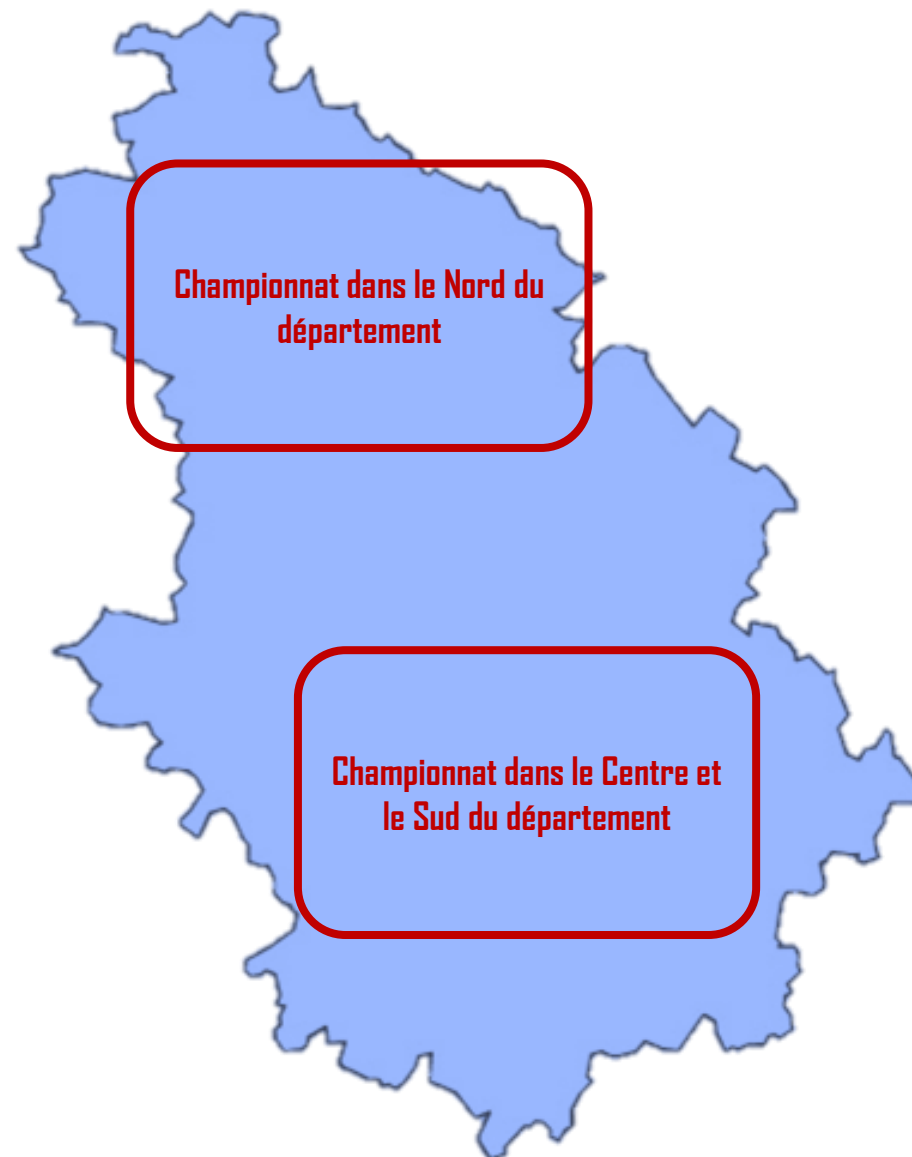 Championnat dans le Nord du
département
Championnat dans le Centre et
le Sud du département